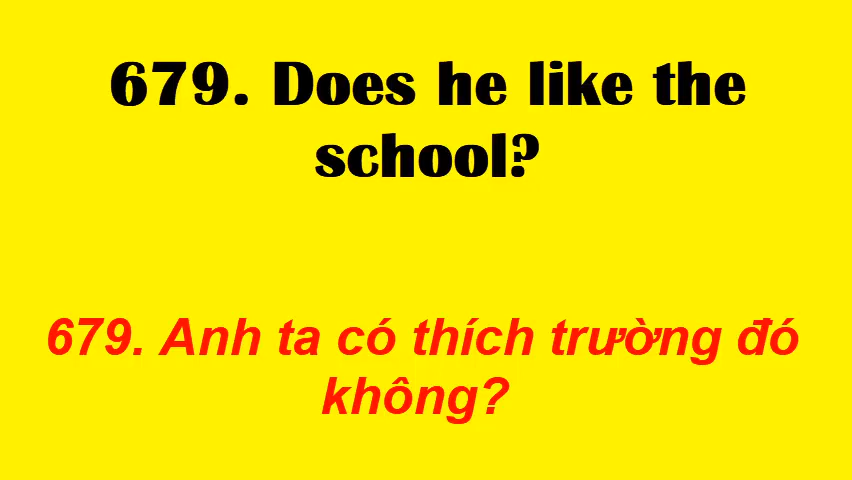 679. Does he like the
school?
679. Anh ta có thích trường đó
không?